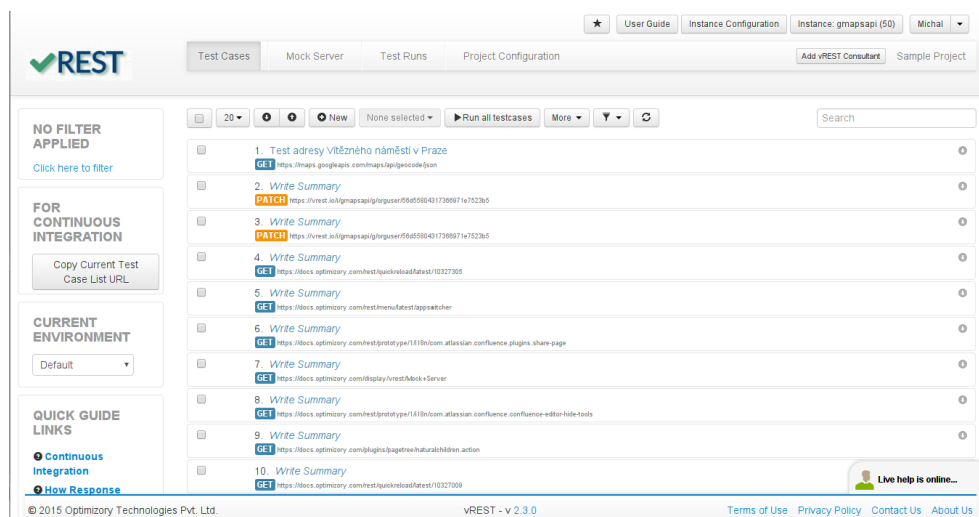 User Guide
Instance Configuration
Instance: gmapsapi (50)
Michal
vREST
Test Cases
Mock Server
Test Runs
Project Configuration
Add vREST Consultant
Sample Project
NO FILTER
APPLIED
Click here to filter
FOR
CONTINUOUS
INTEGRATION
Copy Current Test
Case List URL
CURRENT
ENVIRONMENT
Default
QUICK GUIDE
LINKS
Continuous
Integration
How Response
20
New
None selected
Run all testcases
More
Search
1. Test adresy Vítězného náměstí v Praze
GET https://maps.googleapis.com/maps/api/geocode/json
2. Write Summary
PATCH https://vrest.io/i/gmapsapi/g/orguser/56d55804317366971e7523b5
3. Write Summary
PATCH https://vrest.io/i/gmapsapi/g/orguser/56d55804317366971e7523b5
4. Write Summary
GET https://docs.optimizory.com/rest/quickreload/latest/10327305
5. Write Summary
GET https://docs.optimizory.com/rest/menu/latest/appswitcher
6. Write Summary
GET https://docs.optimizory.com/rest/prototype/1/i18n/com.atlassian.confluence.plugins.share-page
7. Write Summary
GET https://docs.optimizory.com/display/vrest/Mock+Server
8. Write Summary
GET https://docs.optimizory.com/rest/prototype/1/i18n/com.atlassian.confluence.confluence-editor-hide-tools
9. Write Summary
GET https://docs.optimizory.com/plugins/pagetree/naturalchildren.action
10. Write Summary
GET https://docs.optimizory.com/rest/quickreload/latest/10327009
Live help is online...
© 2015 Optimizory Technologies Pvt. Ltd.
vREST - v 2.3.0
Terms of Use Privacy Policy Contact Us About Us